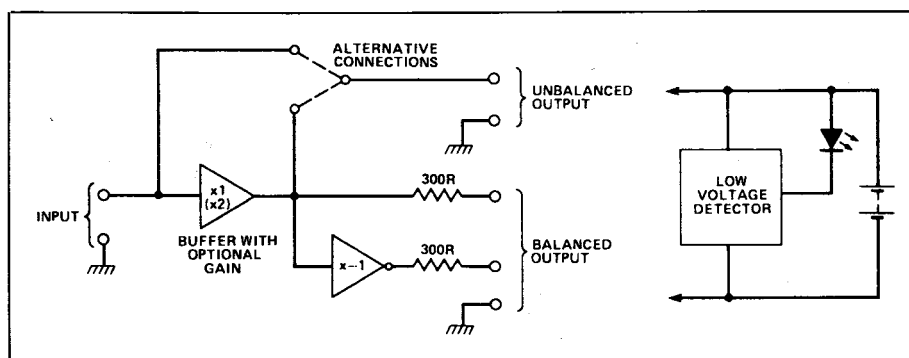 ALTERNATIVE
CONNECTIONS
UNBALANCED
OUTPUT
INPUT
x1
(x2)
BUFFER WITH
OPTIONAL
GAIN
300R
x-1
300R
BALANCED
OUTPUT
LOW
VOLTAGE
DETECTOR